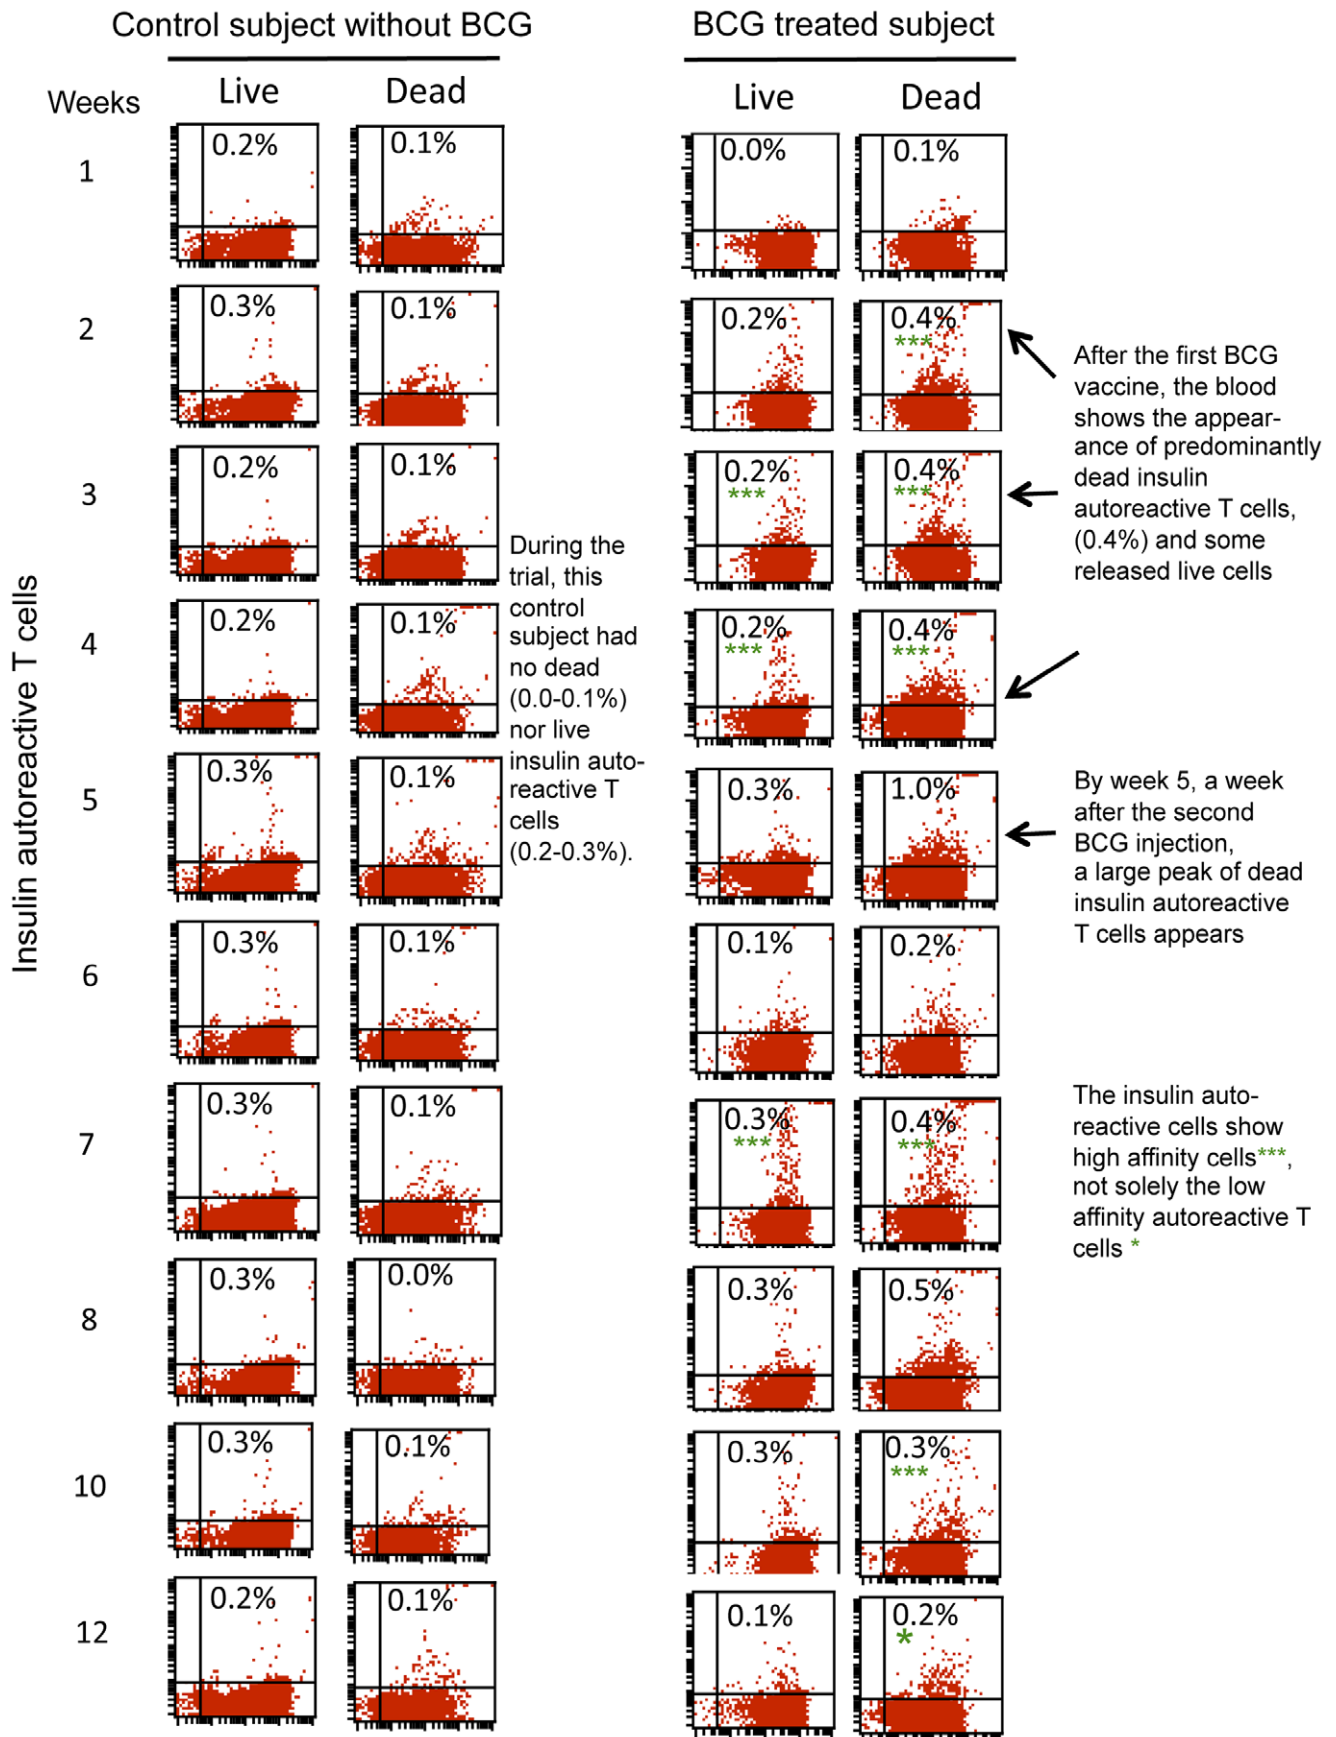 Control subject without BCG
BCG treated subject
Weeks
Live
Dead
Live
Dead
Insulin autoreactive T cells
1
0.2%
0.1%
0.0%
0.1%
2
0.3%
0.1%
0.2%
0.4%
***
3
0.2%
0.1%
0.2%
***
0.4%
***
4
0.2%
0.1%
0.2%
***
0.4%
***
5
0.3%
0.1%
0.3%
1.0%
6
0.3%
0.1%
0.1%
0.2%
7
0.3%
0.1%
0.3%
***
0.4%
***
8
0.3%
0.0%
0.3%
0.5%
10
0.3%
0.1%
0.3%
0.3%
***
12
0.2%
0.1%
0.1%
0.2%
*
During the
trial, this
control
subject had
no dead
(0.0-0.1%)
nor live
insulin auto-
reactive T
cells
(0.2-0.3%).
After the first BCG
vaccine, the blood
shows the appear-
ance of predominantly
dead insulin
autoreactive T cells,
(0.4%) and some
released live cells
By week 5, a week
after the second
BCG injection,
a large peak of dead
insulin autoreactive
T cells appears
The insulin auto-
reactive cells show
high affinity cells***,
not solely the low
affinity autoreactive T
cells *